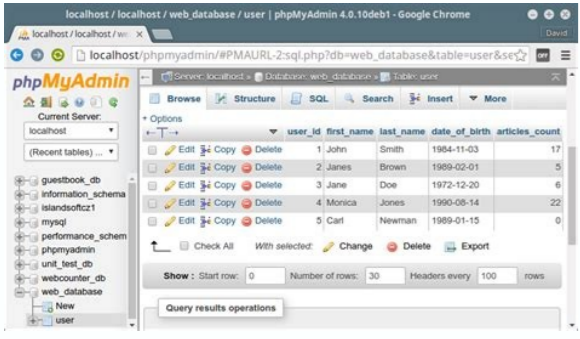 localhost / localhost / web_database / user | phpMyAdmin 4.0.10deb1 - Google Chrome
localhost / localhost / we
David
localhost/phpmyadmin/#PMAURL-2:sql.php?db=web_database&table=user&se
OFF
phpMyAdmin
Current Server:
localhost
(Recent tables) ...
guestbook_db
information_schema
islandsoftcz1
mysql
performance_schem
phpmyadmin
unit_test_db
webcounter_db
web_database
New
user
Server: localhost » Database: web_database » Table: user
Browse Structure SQL Search Insert More
+ Options
←T→ user_id first_name last_name date_of_birth articles_count
Edit Copy Delete 1 John Smith 1984-11-03 17
Edit Copy Delete 2 Janes Brown 1989-02-01 5
Edit Copy Delete 3 Jane Doe 1972-12-20 6
Edit Copy Delete 4 Monica Jones 1990-08-14 22
Edit Copy Delete 5 Carl Newman 1989-01-15 0
Check All With selected: Change Delete Export
Show : Start row: 0 Number of rows: 30 Headers every 100 rows
Query results operations